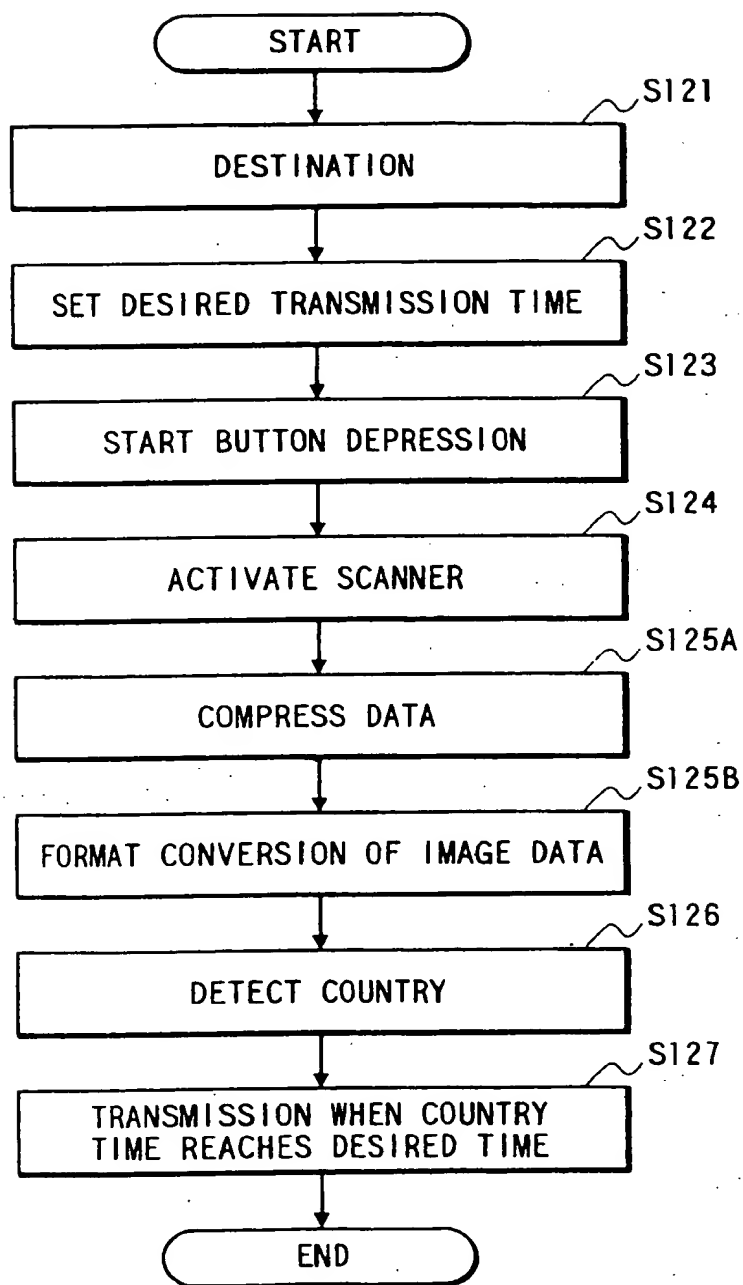 START
S121
DESTINATION
S122
SET DESIRED TRANSMISSION TIME
S123
START BUTTON DEPRESSION
S124
ACTIVATE SCANNER
S125A
COMPRESS DATA
S125B
FORMAT CONVERSION OF IMAGE DATA
S126
DETECT COUNTRY
S127
TRANSMISSION WHEN COUNTRY
TIME REACHES DESIRED TIME
END